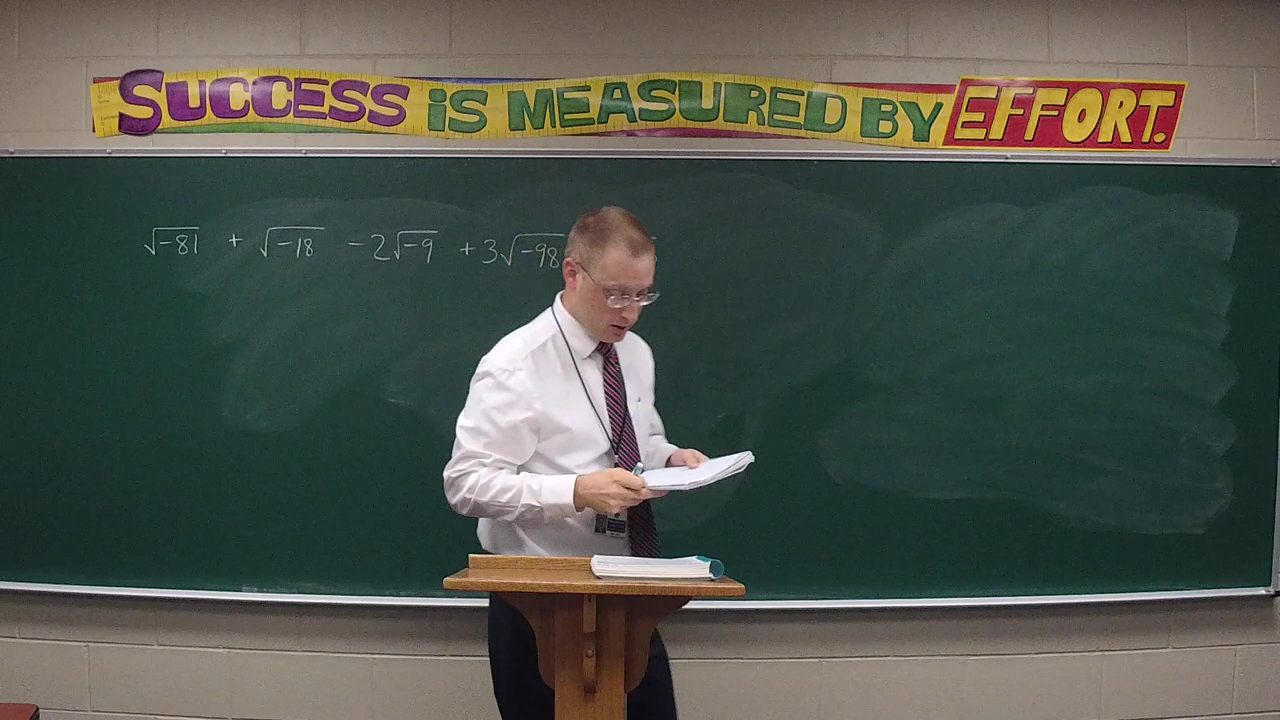 SUCCESS iS MEASURED BY EFFORT.
√-81 + √-18 -2√-9 +3√-98